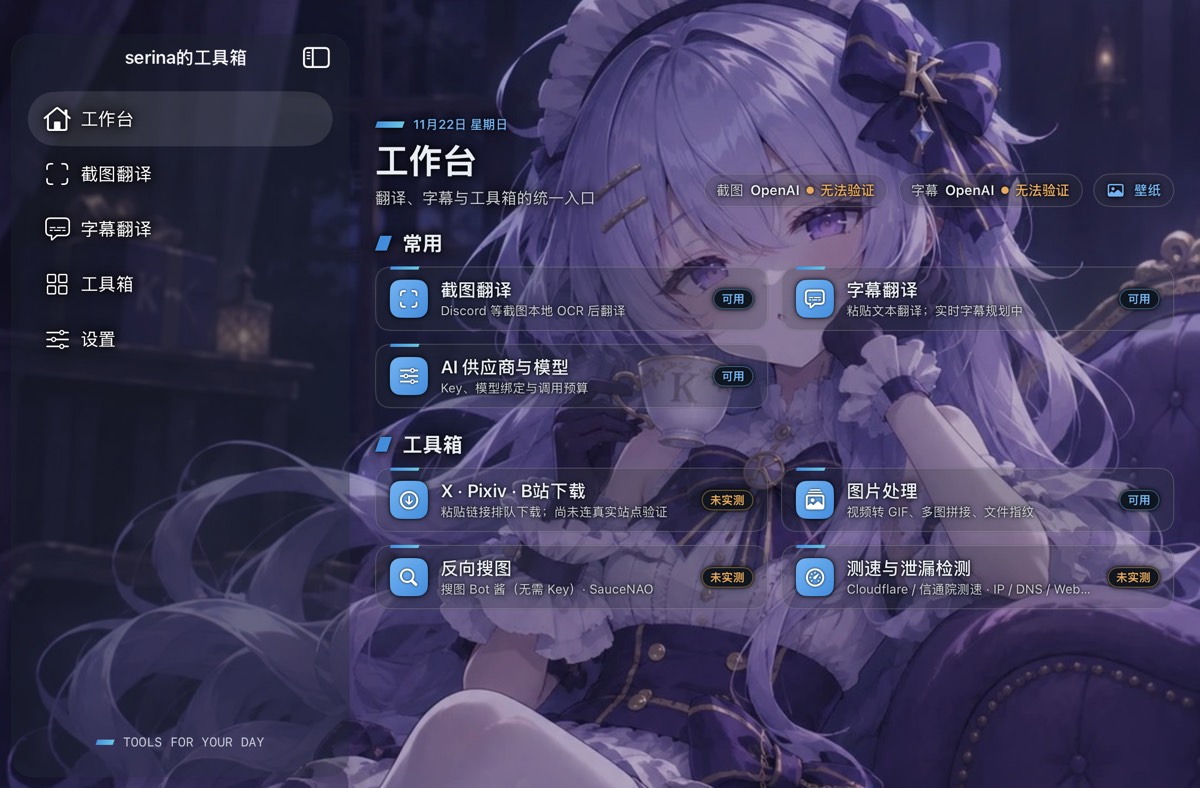 serina的工具箱
工作台
截图翻译
字幕翻译
工具箱
设置
TOOLS FOR YOUR DAY
11月22日 星期日
工作台
翻译、字幕与工具箱的统一入口
截图 OpenAI 无法验证
字幕 OpenAI 无法验证
壁纸
常用
截图翻译
Discord 等截图本地 OCR 后翻译
可用
字幕翻译
粘贴文本翻译；实时字幕规划中
可用
AI 供应商与模型
Key、模型绑定与调用预算
可用
工具箱
X · Pixiv · B站下载
粘贴链接排队下载；尚未连真实站点验证
未实测
图片处理
视频转 GIF、多图拼接、文件指纹
可用
反向搜图
搜图 Bot 酱（无需 Key）· SauceNAO
未实测
测速与泄漏检测
Cloudflare / 信通院测速 · IP / DNS / Web...
未实测
K
K